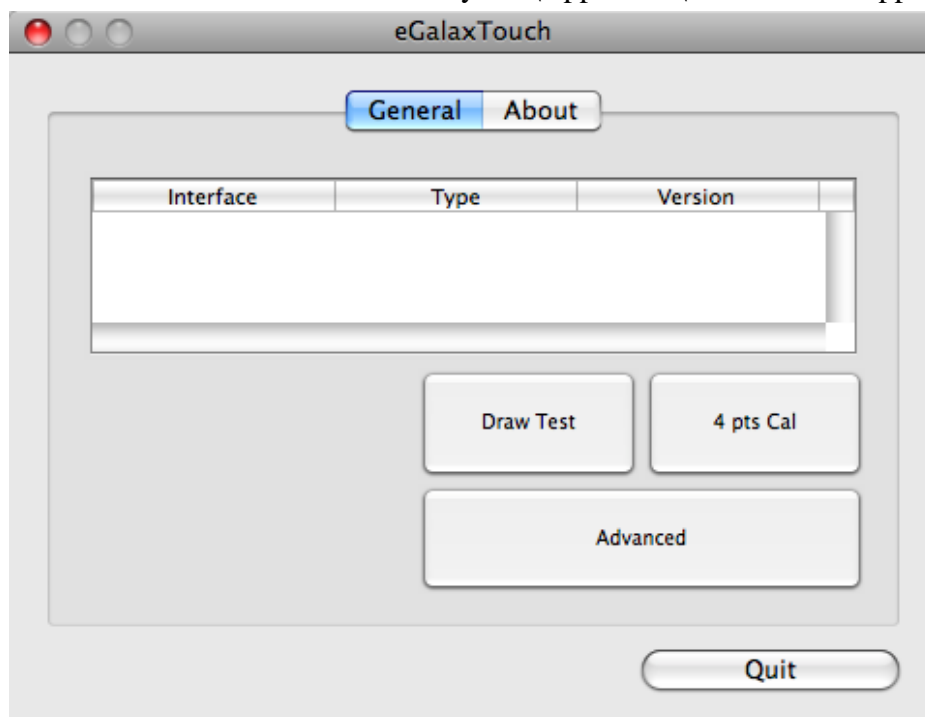 eGalaxTouch
General About
Interface Type Version
Draw Test 4 pts Cal
Advanced
Quit